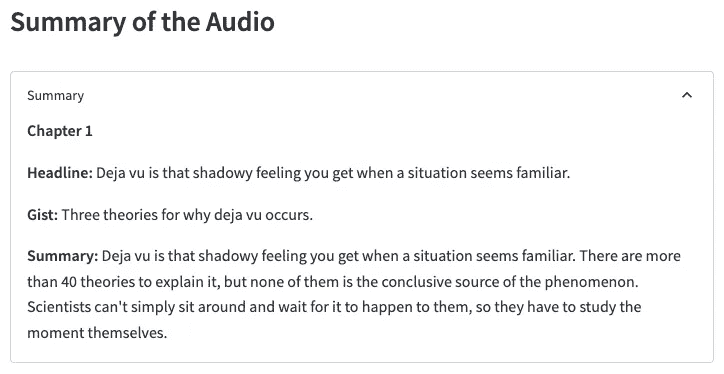 Summary of the Audio
Summary
Chapter 1
Headline: Deja vu is that shadowy feeling you get when a situation seems familiar.
Gist: Three theories for why deja vu occurs.
Summary: Deja vu is that shadowy feeling you get when a situation seems familiar. There are more
than 40 theories to explain it, but none of them is the conclusive source of the phenomenon.
Scientists can't simply sit around and wait for it to happen to them, so they have to study the
moment themselves.